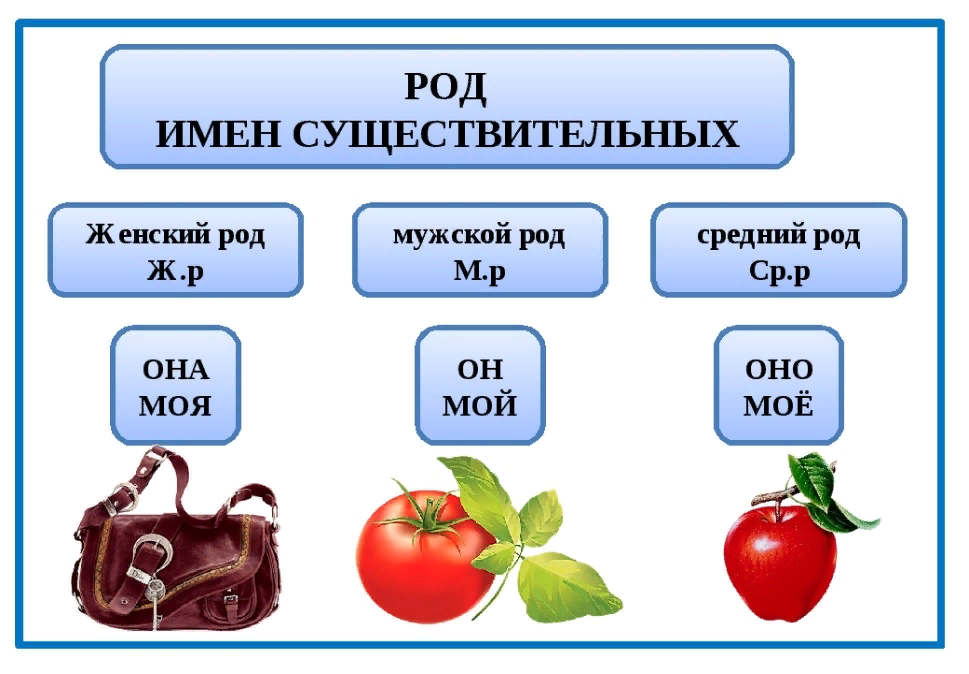 РОД
ИМЕН СУЩЕСТВИТЕЛЬНЫХ
Женский род
Ж.р
мужской род
М.р
средний род
Ср.р
ОНА
МОЯ
ОН
МОЙ
ОНО
МОЁ